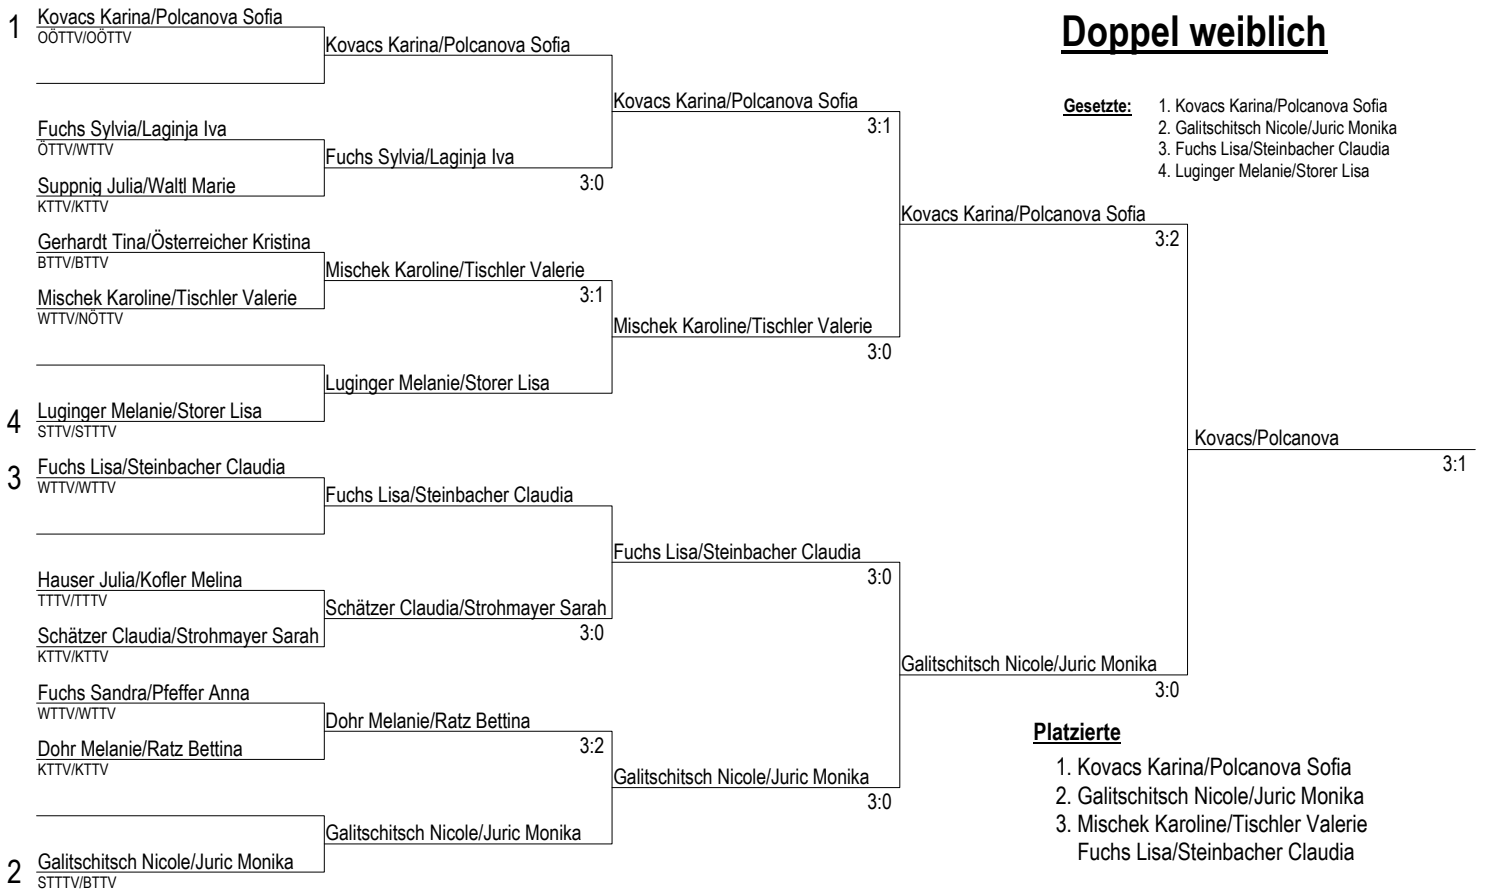 Doppel weiblich
Gesetzte: 1. Kovacs Karina/Polcanova Sofia
2. Galitschitsch Nicole/Juric Monika
3. Fuchs Lisa/Steinbacher Claudia
4. Luginger Melanie/Storer Lisa
1 Kovacs Karina/Polcanova Sofia
OÖTTV/OÖTTV
Fuchs Sylvia/Laginja Iva
ÖTTV/WTTV
Suppnig Julia/Waltl Marie
KTTV/KTTV
Gerhardt Tina/Österreicher Kristina
BTTV/BTTV
Mischek Karoline/Tischler Valerie
WTTV/NÖTTV
4 Luginger Melanie/Storer Lisa
STTV/STTTV
3 Fuchs Lisa/Steinbacher Claudia
WTTV/WTTV
Hauser Julia/Kofler Melina
TTTV/TTTV
Schätzer Claudia/Strohmayer Sarah
KTTV/KTTV
Fuchs Sandra/Pfeffer Anna
WTTV/WTTV
Dohr Melanie/Ratz Bettina
KTTV/KTTV
2 Galitschitsch Nicole/Juric Monika
STTTV/BTTV
Kovacs Karina/Polcanova Sofia
Fuchs Sylvia/Laginja Iva
3:0
Mischek Karoline/Tischler Valerie
3:1
Luginger Melanie/Storer Lisa
Fuchs Lisa/Steinbacher Claudia
Schätzer Claudia/Strohmayer Sarah
3:0
Dohr Melanie/Ratz Bettina
3:2
Galitschitsch Nicole/Juric Monika
Kovacs Karina/Polcanova Sofia
3:1
Mischek Karoline/Tischler Valerie
3:0
Fuchs Lisa/Steinbacher Claudia
3:0
Galitschitsch Nicole/Juric Monika
3:0
Kovacs Karina/Polcanova Sofia
3:2
Galitschitsch Nicole/Juric Monika
3:0
Kovacs/Polcanova
3:1
Platzierte
1. Kovacs Karina/Polcanova Sofia
2. Galitschitsch Nicole/Juric Monika
3. Mischek Karoline/Tischler Valerie
Fuchs Lisa/Steinbacher Claudia